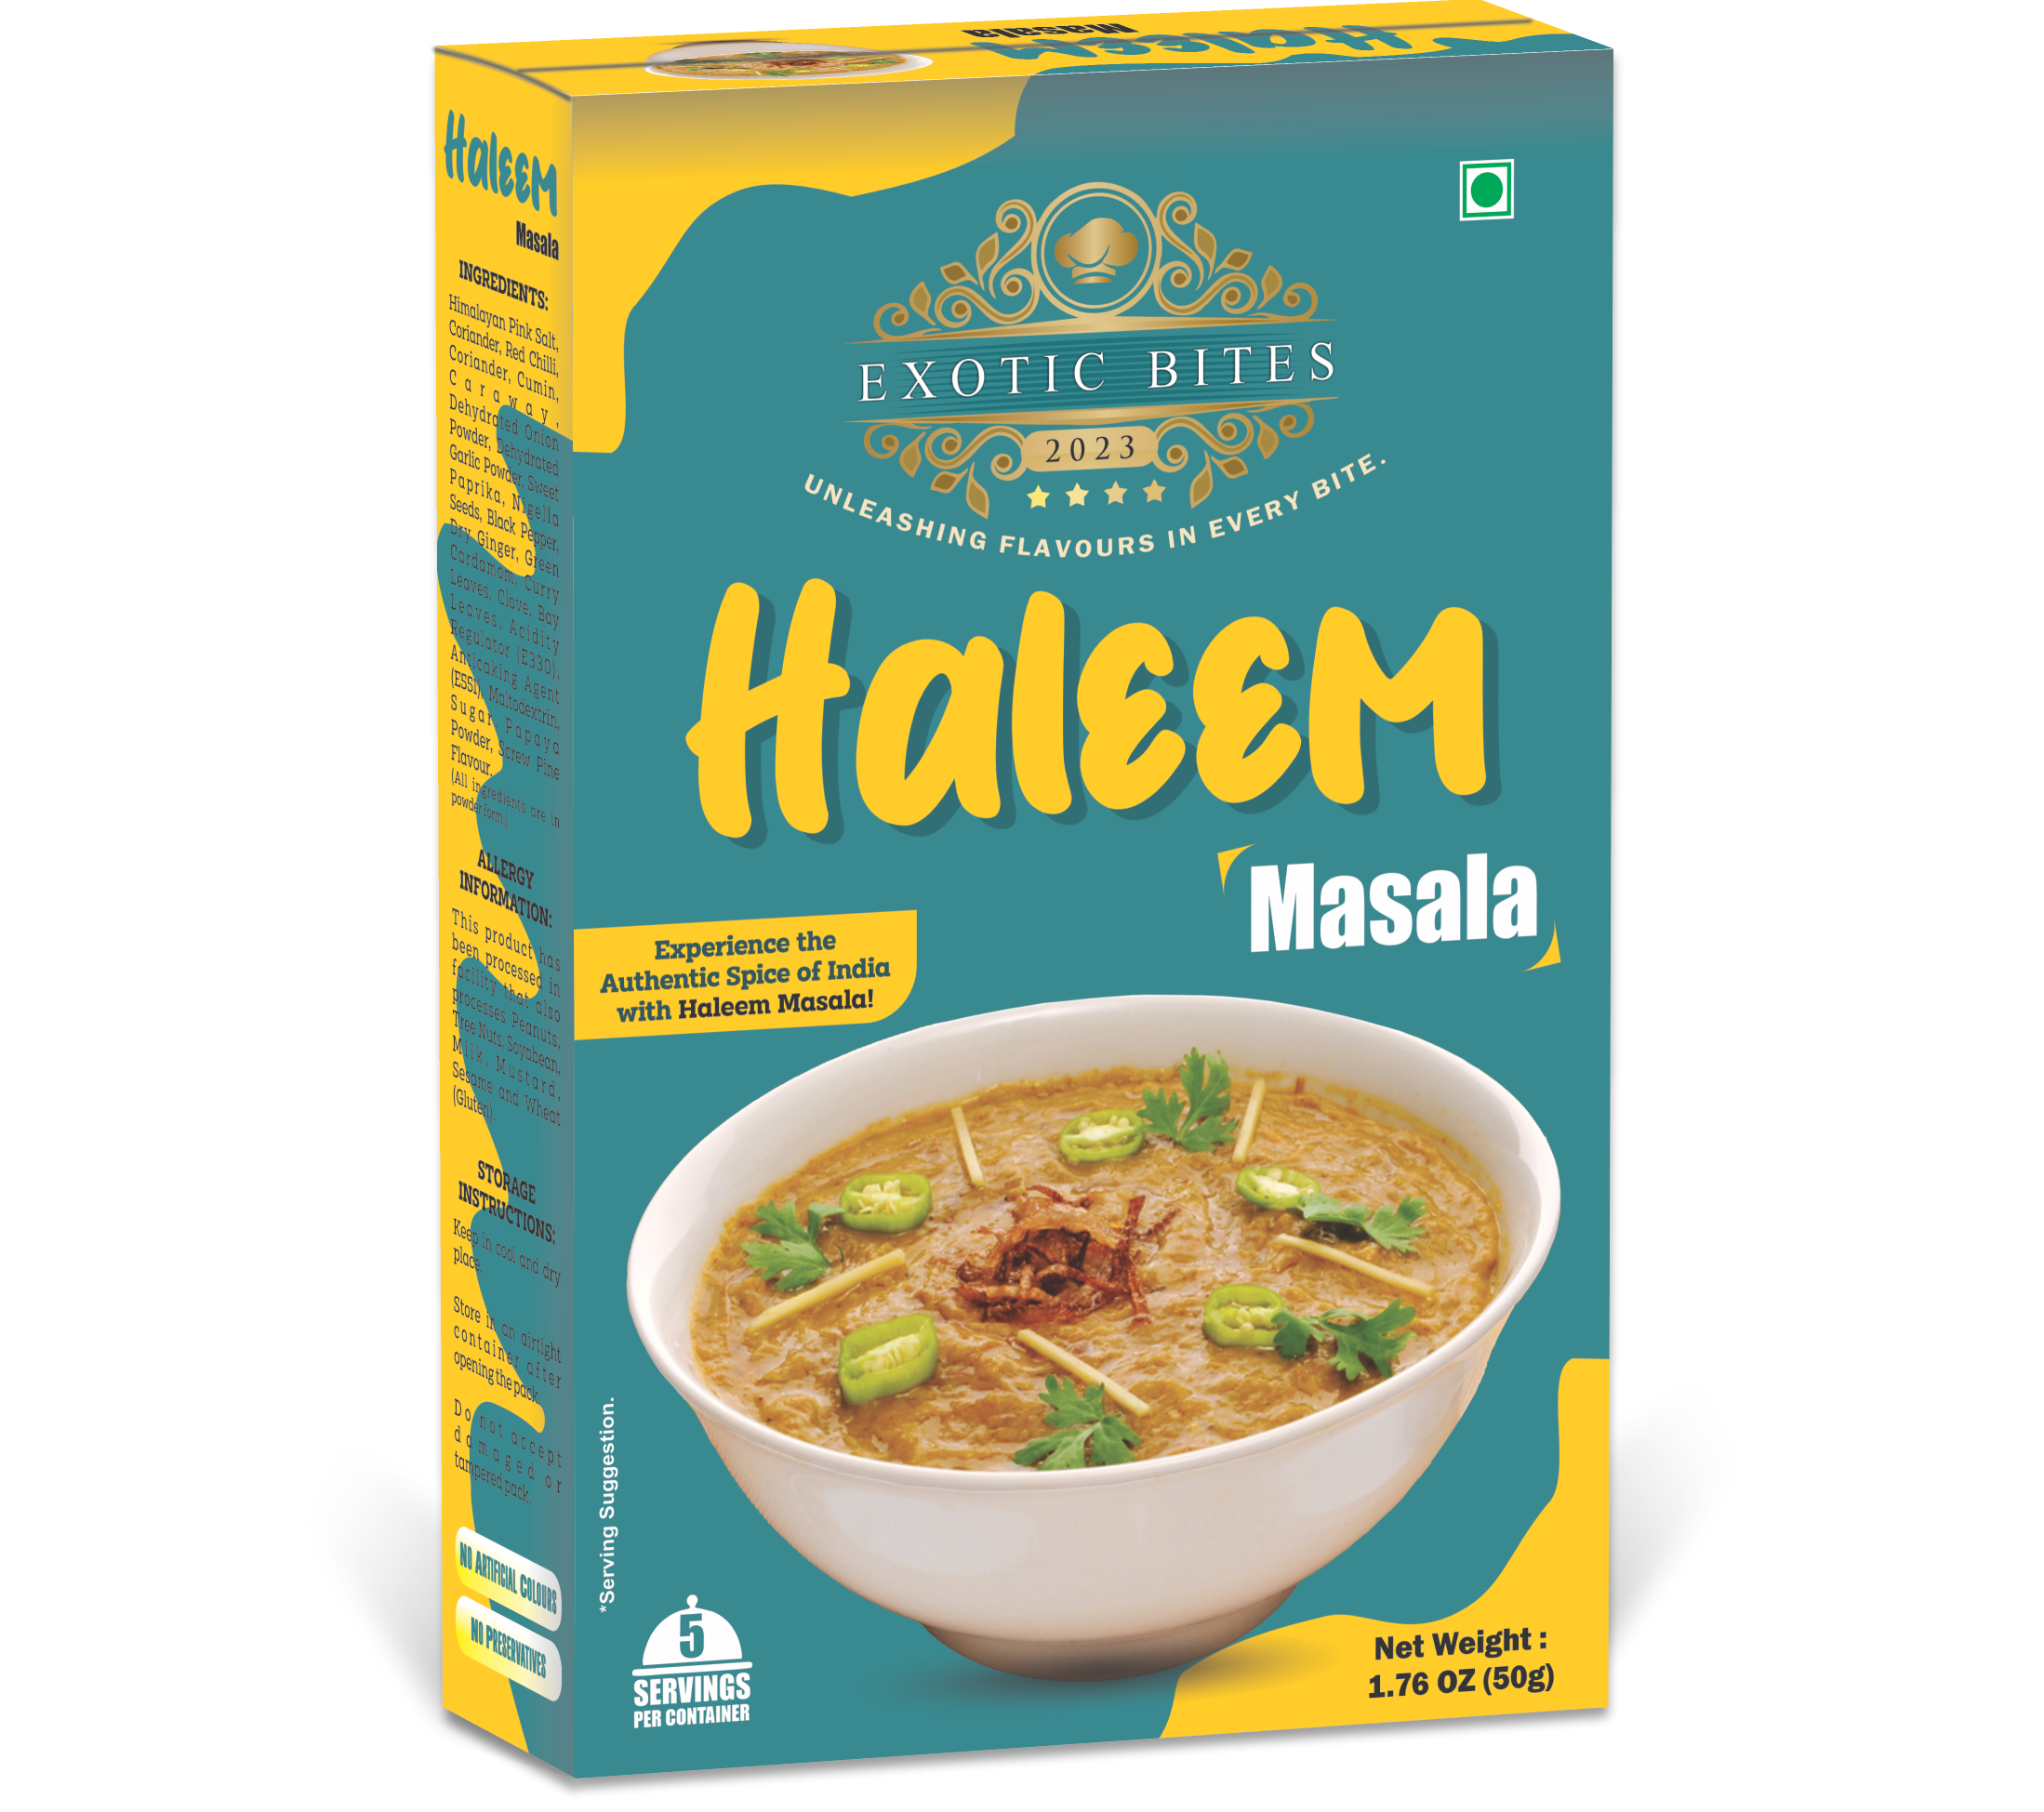 Haleem
Masala
EXOTIC BITES
2023
UNLEASHING FLAVOURS IN EVERY BITE.
Haleem
Masala
Experience the
Authentic Spice of India
with Haleem Masala!
*Serving Suggestion.
5
SERVINGS
PER CONTAINER
Net Weight :
1.76 OZ (50g)
Haleem
Masala
INGREDIENTS:
Himalayan Pink Salt,
Coriander, Red Chilli,
Coriander, Cumin,
Caraway,
Dehydrated Onion
Powder, Dehydrated
Garlic Powder, Sweet
Paprika, Nigella
Seeds, Black Pepper,
Dry Ginger, Green
Cardamom, Curry
Leaves, Clove, Bay
Leaves, Acidity
Regulator (E330),
Anticaking Agent
(E551), Maltodextrin,
Sugar, Papaya
Powder, Screw Pine
Flavour.
(All ingredients are in
powder form.)
ALLERGY
INFORMATION:
This product has
been processed in
facility that also
processes Peanuts,
Tree Nuts, Soyabean,
Milk, Mustard,
Sesame and Wheat
(Gluten).
STORAGE
INSTRUCTIONS:
Keep in cool and dry
place.
Store in an airtight
container after
opening the pack.
Do not accept
damaged or
tampered pack.
NO ARTIFICIAL COLOURS
NO PRESERVATIVES